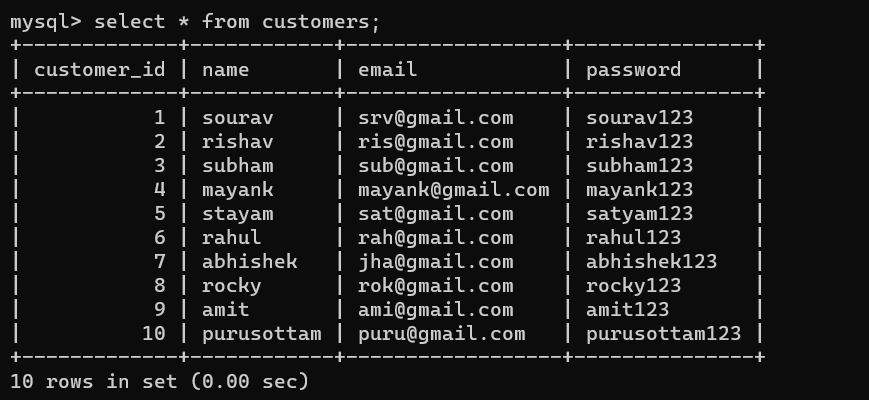 mysql> select * from customers;
+-------------+------------+------------------+---------------+
| customer_id | name       | email            | password      |
+-------------+------------+------------------+---------------+
|           1 | sourav     | srv@gmail.com    | sourav123     |
|           2 | rishav     | ris@gmail.com    | rishav123     |
|           3 | subham     | sub@gmail.com    | subham123     |
|           4 | mayank     | mayank@gmail.com | mayank123     |
|           5 | stayam     | sat@gmail.com    | satyam123     |
|           6 | rahul      | rah@gmail.com    | rahul123      |
|           7 | abhishek   | jha@gmail.com    | abhishek123   |
|           8 | rocky      | rok@gmail.com    | rocky123      |
|           9 | amit       | ami@gmail.com    | amit123       |
|          10 | purusottam | puru@gmail.com   | purusottam123 |
+-------------+------------+------------------+---------------+
10 rows in set (0.00 sec)